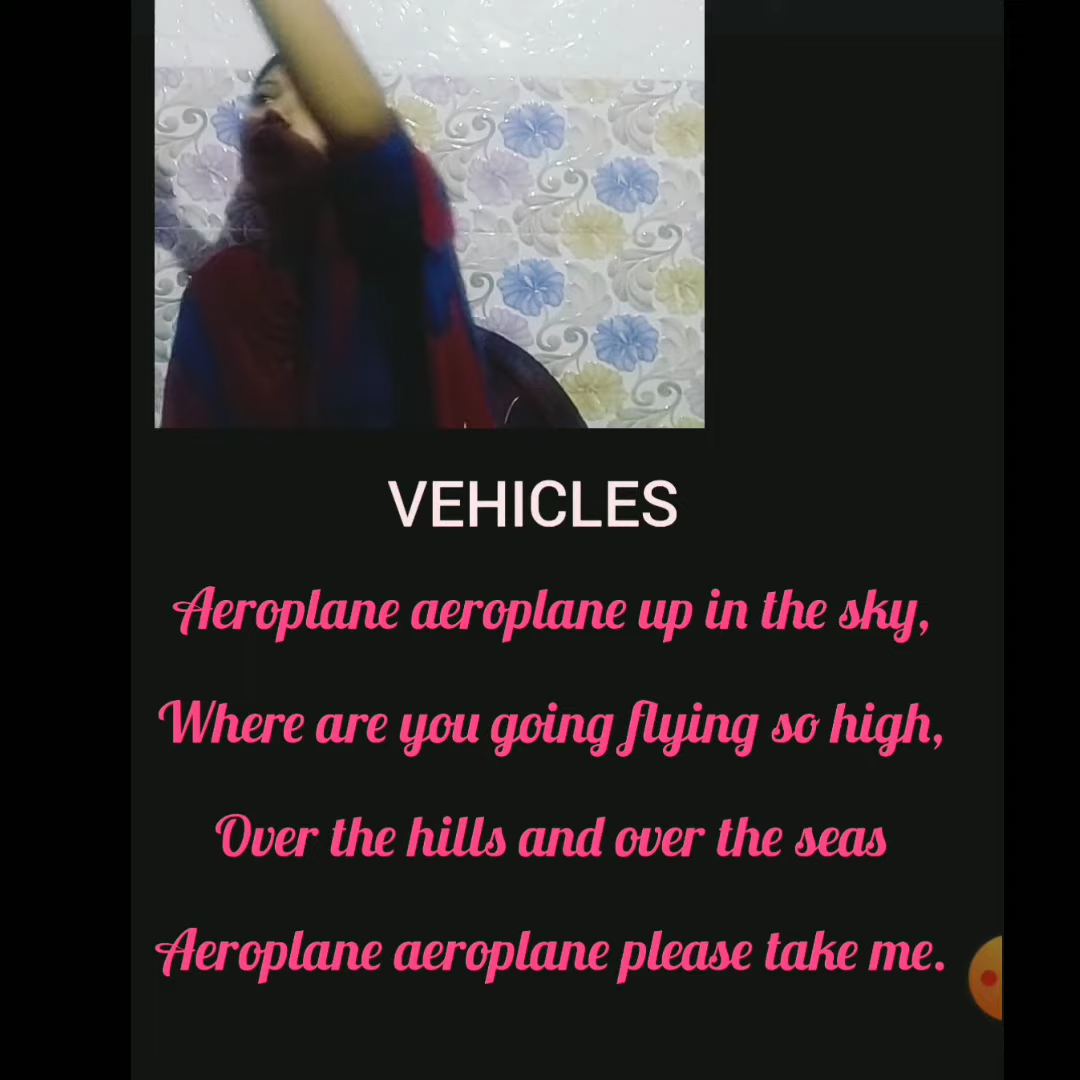 VEHICLES
Aeroplane aeroplane up in the sky,
Where are you going flying so high,
Over the hills and over the seas
Aeroplane aeroplane please take me.